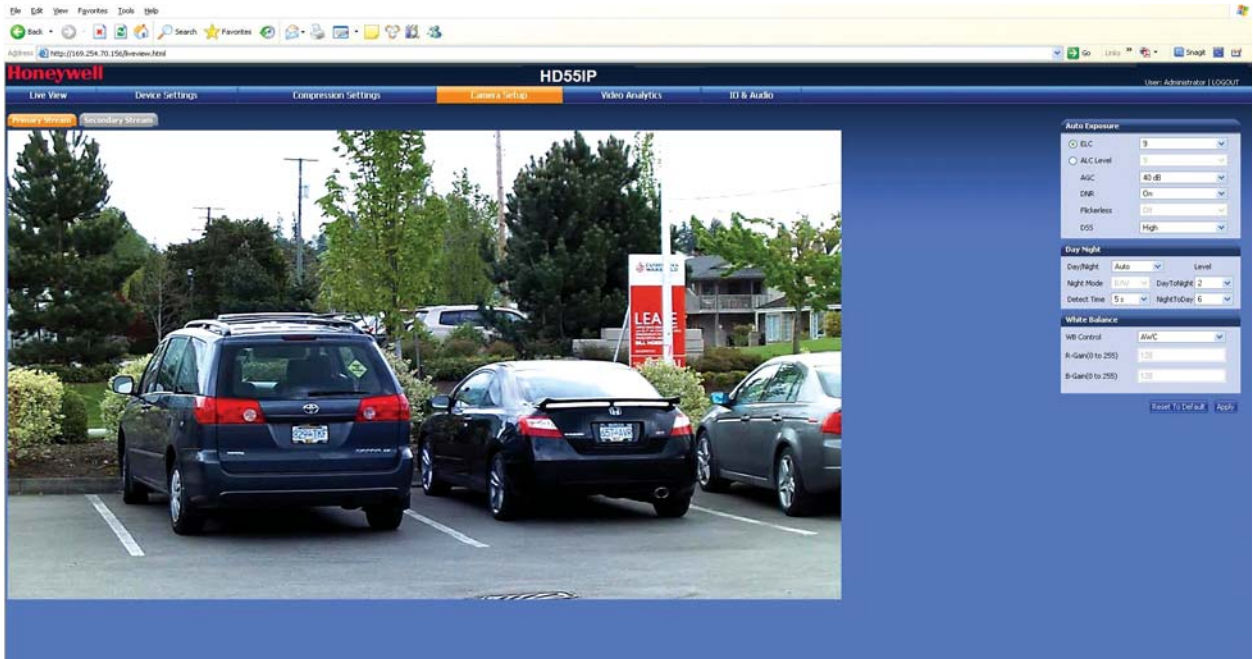 File Edit View Favorites Tools Help
Back Search Favorites
Address http://169.254.70.156/liveview.html Go Links » SnagIt
Honeywell
HD55IP
User: Administrator | LOGOUT
Live View Device Settings Compression Settings Camera Setup Video Analytics IO & Audio
Primary Stream Secondary Stream
Auto Exposure
ELC 9
ALC Level 9
AGC 40 dB
DNR On
Flickerless Off
DSS High
Day Night
Day/Night Auto Level
Night Mode B/W DayToNight 2
Detect Time 5 s NightToDay 6
White Balance
WB Control AWC
R-Gain(0 to 255) 128
B-Gain(0 to 255) 128
Reset To Default Apply